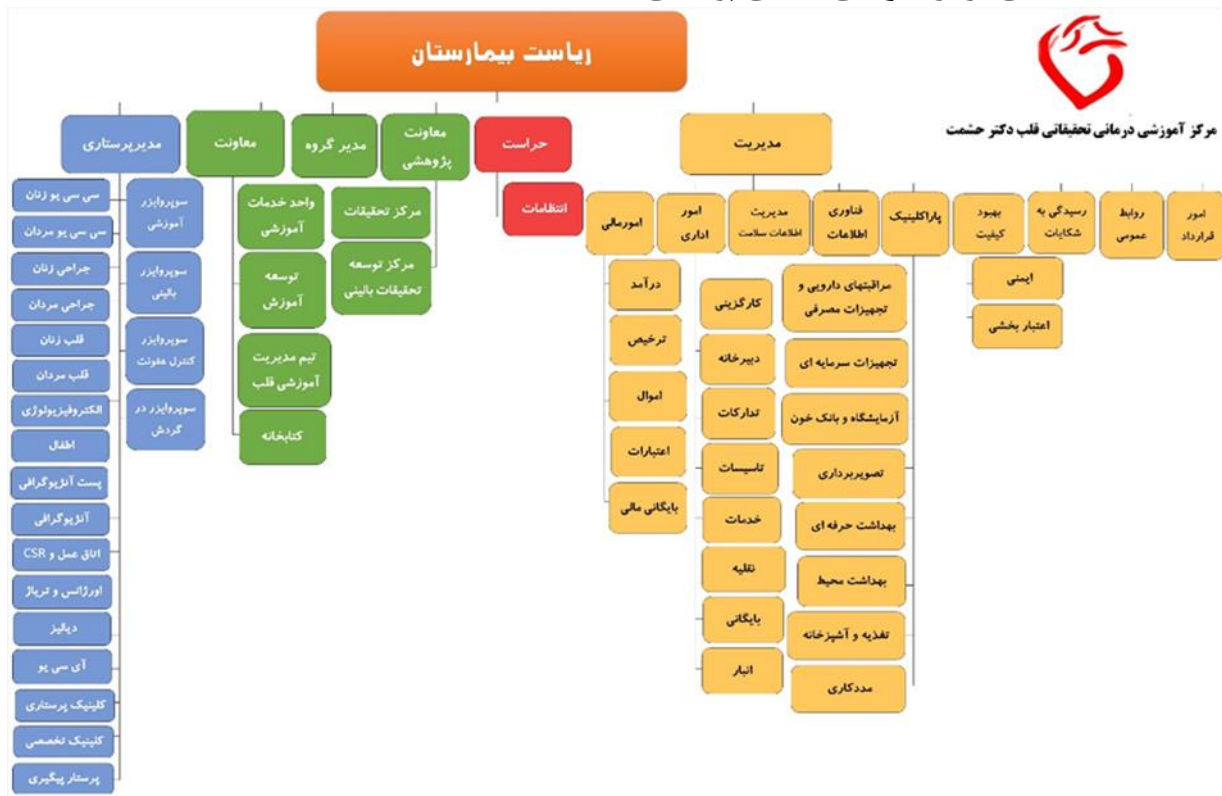 ریاست بیمارستان
مرکز آموزشی درمانی تحقیقاتی قلب دکتر حشمت
مدیریت
حراست
معاونت
پژوهشی
مدیر گروه
معاونت
مدیرپرستاری
امور
قرارداد
روابط
عمومی
رسیدگی به
شکایات
بهبود
کیفیت
پاراکلینیک
فناوری
اطلاعات
مدیریت
اطلاعات سلامت
امور
اداری
امورمالی
ایمنی
اعتبار بخشی
مراقبتهای دارویی و
تجهیزات مصرفی
تجهیزات سرمایه ای
آزمایشگاه و بانک خون
تصویربرداری
بهداشت حرفه ای
بهداشت محیط
تغذیه و آشپزخانه
مددکاری
کارگزینی
دبیرخانه
تدارکات
تاسیسات
خدمات
نقلیه
بایگانی
انبار
درآمد
ترخیص
اموال
اعتبارات
بایگانی مالی
انتظامات
مرکز تحقیقات
مرکز توسعه
تحقیقات بالینی
واحد خدمات
آموزشی
توسعه
آموزش
تیم مدیریت
آموزشی قلب
کتابخانه
سوپروایزر
آموزشی
سوپروایزر
بالینی
سوپروایزر
کنترل عفونت
سوپروایزر در
گردش
سی سی یو زنان
سی سی یو مردان
جراحی زنان
جراحی مردان
قلب زنان
قلب مردان
الکتروفیزیولوژی
اطفال
پست آنژیوگرافی
آنژیوگرافی
اتاق عمل و CSR
اورژانس و تریاژ
دیالیز
آی سی یو
کلینیک پرستاری
کلینیک تخصصی
پرستار پیگیری